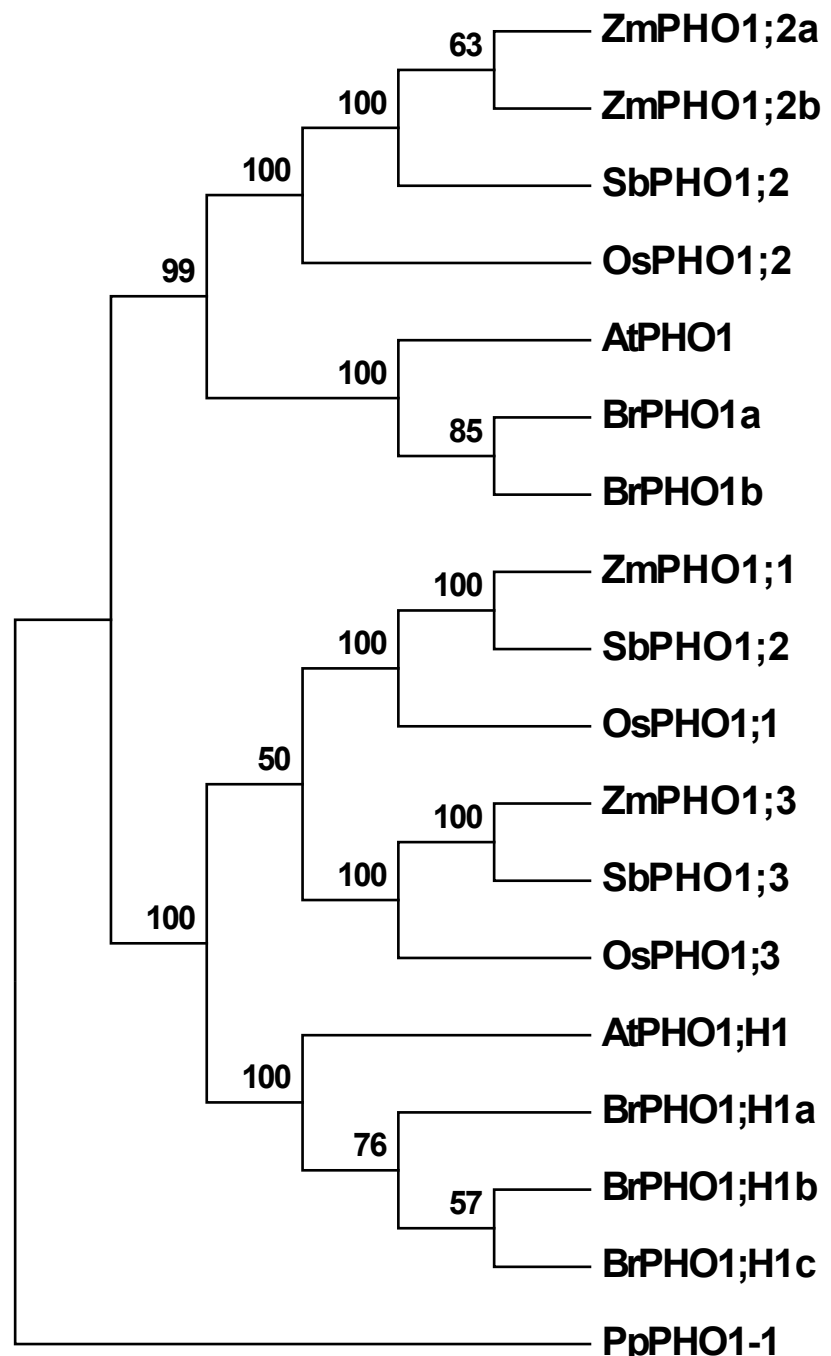 ZmPHO1;2a
63
ZmPHO1;2b
100
SbPHO1;2
100
OsPHO1;2
99
AtPHO1
100
BrPHO1a
85
BrPHO1b
ZmPHO1;1
100
SbPHO1;2
100
OsPHO1;1
50
ZmPHO1;3
100
SbPHO1;3
100
OsPHO1;3
100
AtPHO1;H1
100
BrPHO1;H1a
76
BrPHO1;H1b
57
BrPHO1;H1c
PpPHO1-1